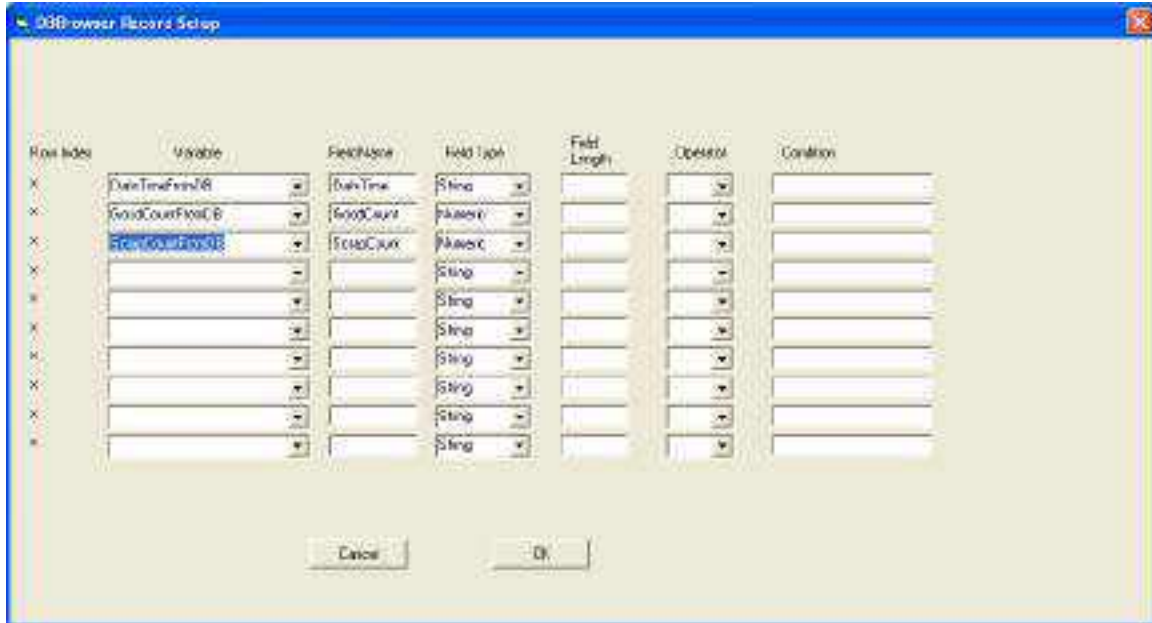 DBBrowser Record Setup
Row Index Variable FieldName Field Type Field Length Operator Condition
× DateTimeFromDB DateTime String
× GoodCountFromDB GoodCount Numeric
× ScrapCountFromDB ScrapCount Numeric
× String
× String
× String
× String
× String
× String
× String
Cancel OK